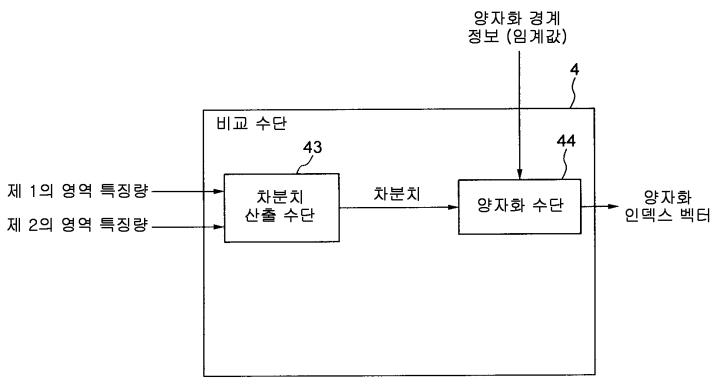 양자화 경계
정보 (임계값)
4
비교 수단
43
44
제 1의 영역 특징량
제 2의 영역 특징량
차분치
산출 수단
차분치
양자화 수단
양자화
인덱스 벡터